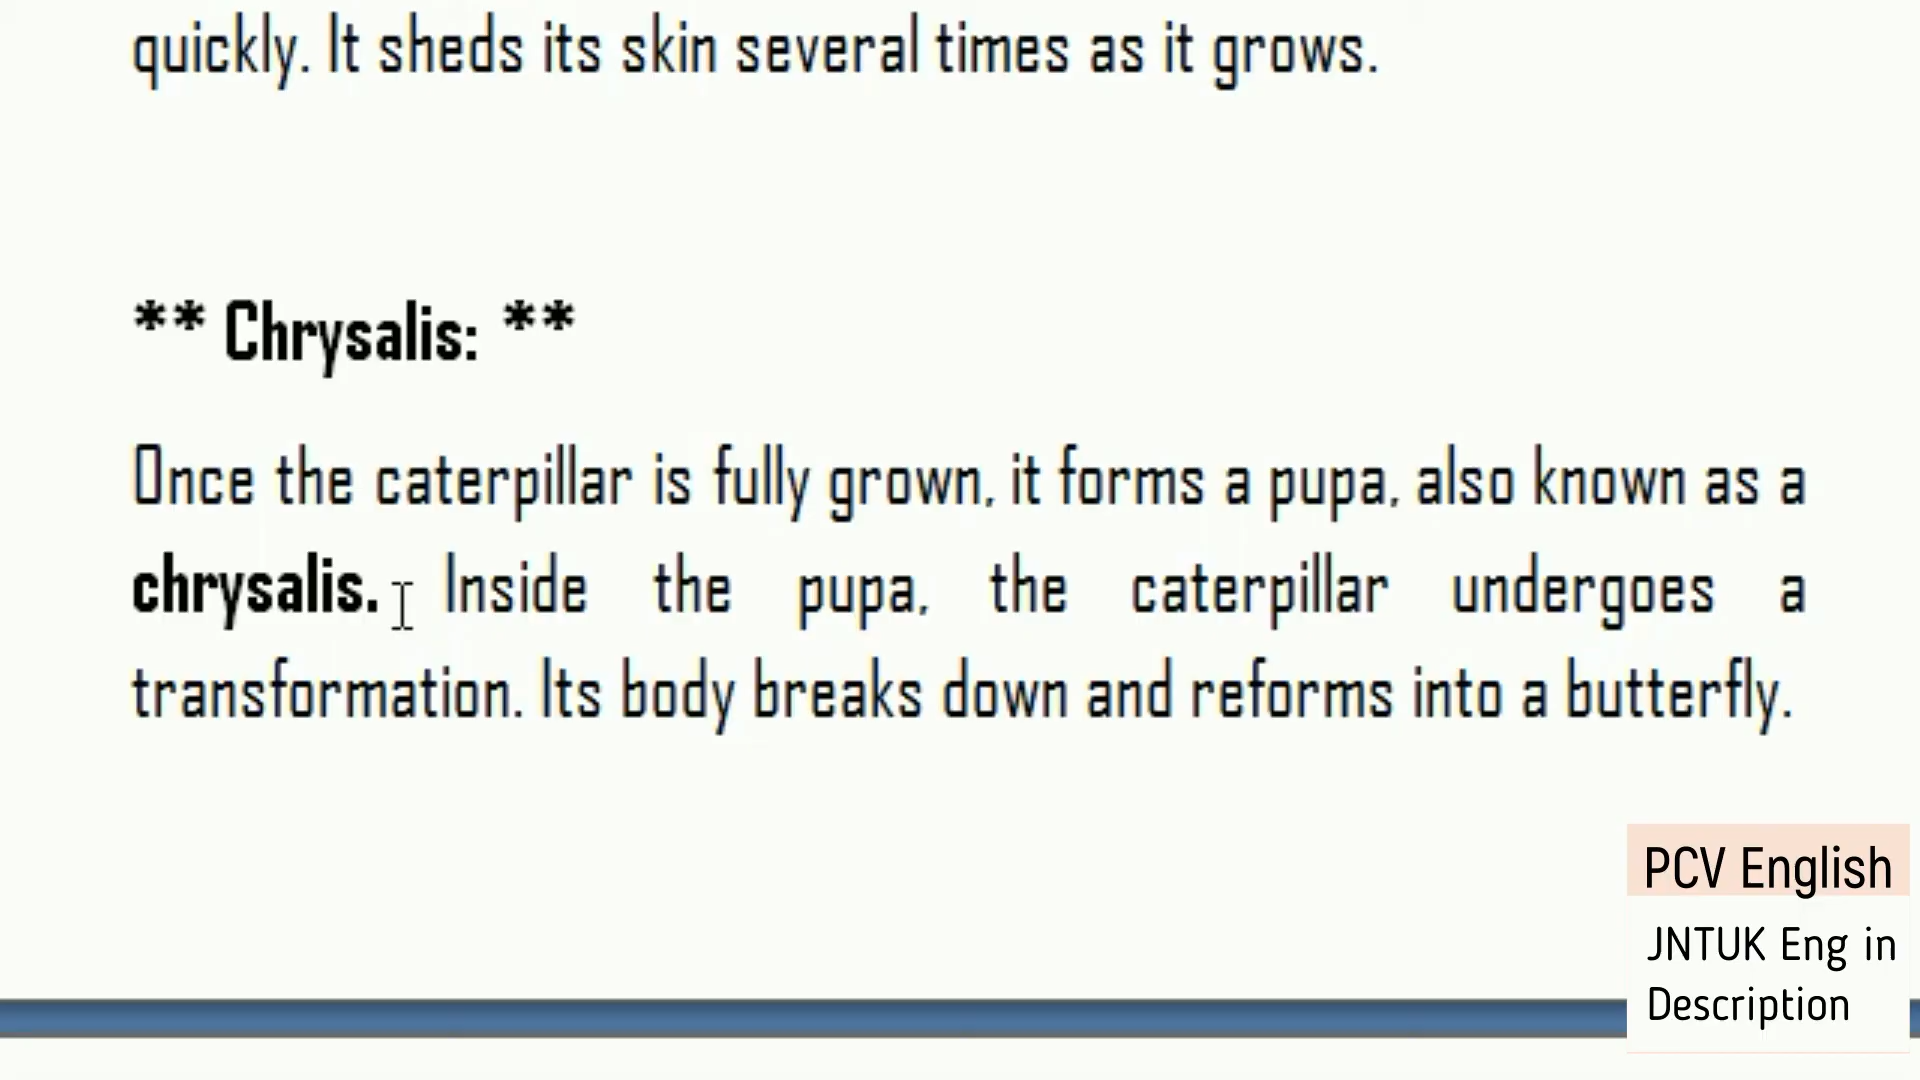 quickly. It sheds its skin several times as it grows.
** Chrysalis: **
Once the caterpillar is fully grown, it forms a pupa, also known as a
chrysalis. Inside the pupa, the caterpillar undergoes a
transformation. Its body breaks down and reforms into a butterfly.
PCV English
JNTUK Eng in
Description